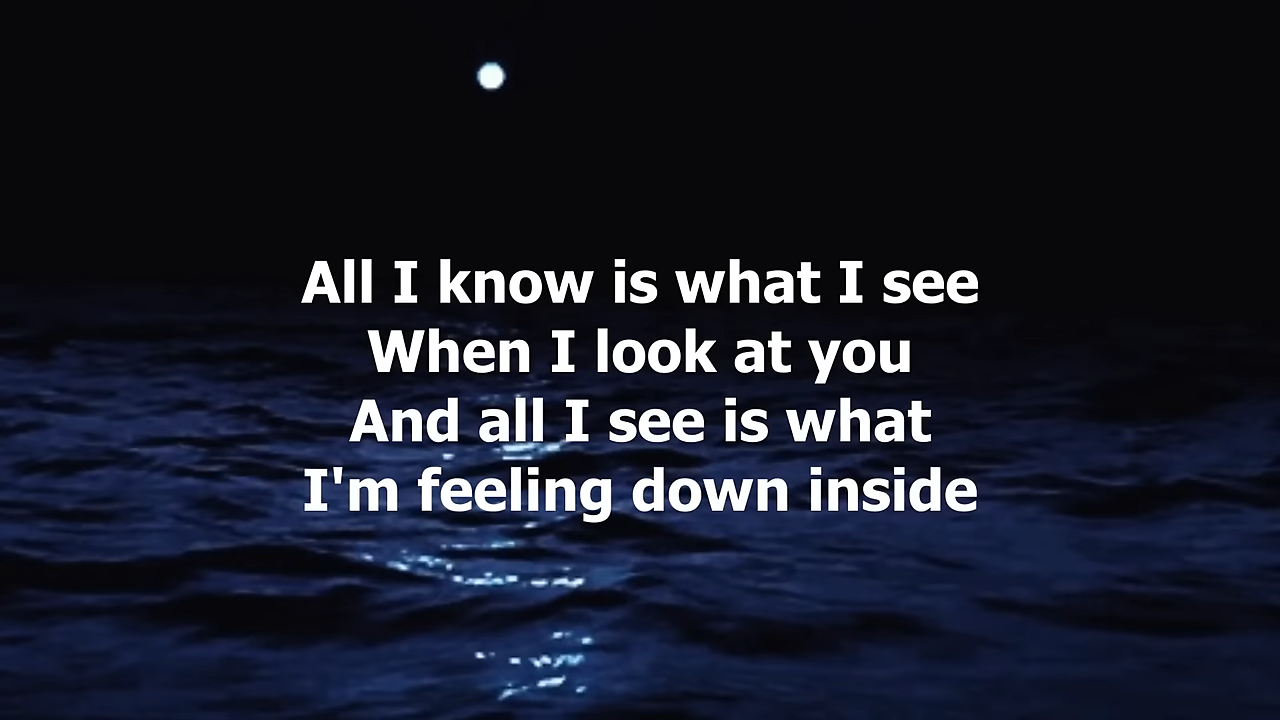 All I know is what I see
When I look at you
And all I see is what
I'm feeling down inside